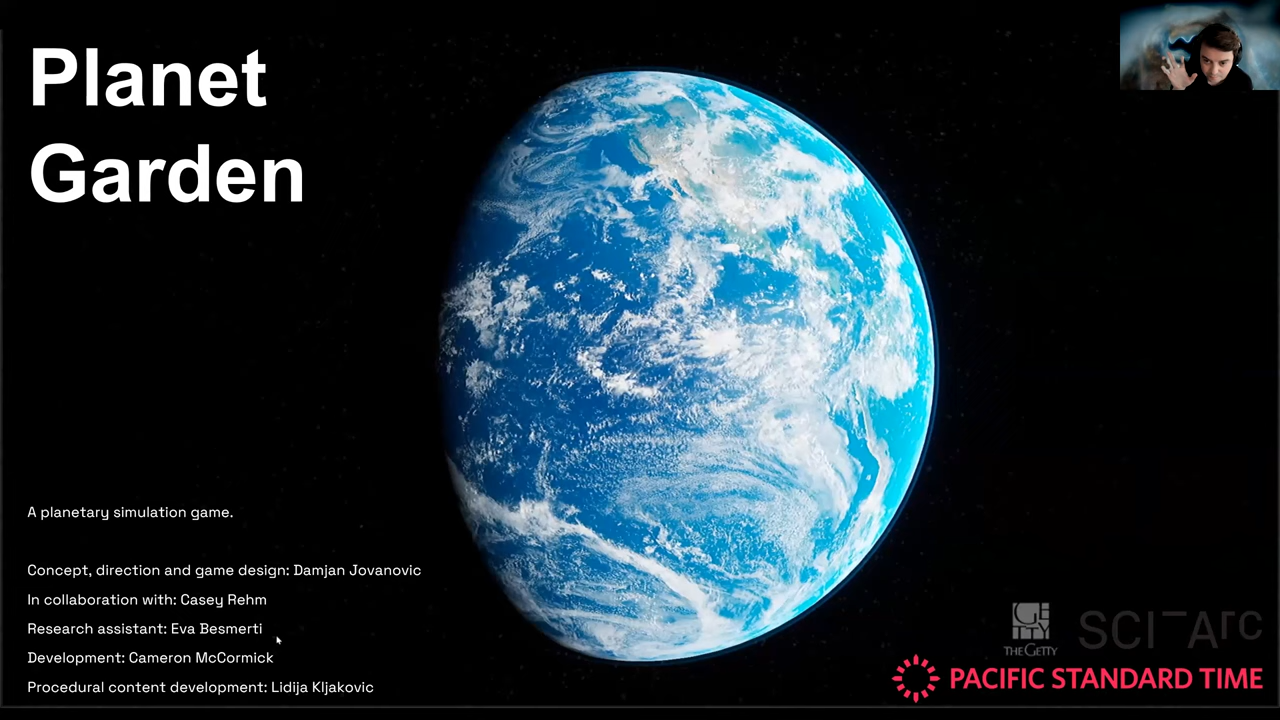 Planet
Garden
A planetary simulation game.
Concept, direction and game design: Damjan Jovanovic
In collaboration with: Casey Rehm
Research assistant: Eva Besmerti
Development: Cameron McCormick
Procedural content development: Lidija Kljakovic
GETTY
THE GETTY
SCI-Arc
PACIFIC STANDARD TIME